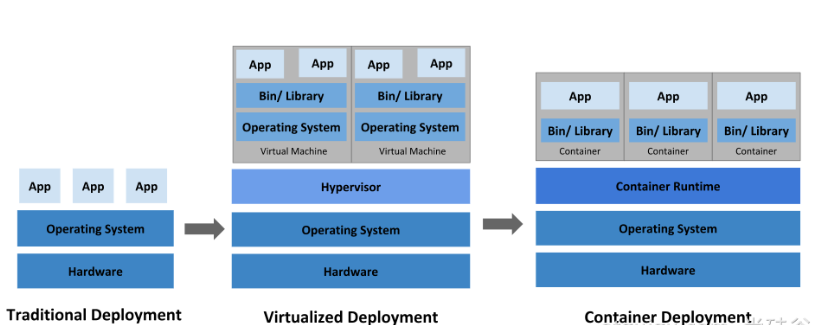 App App App
Operating System
Hardware
Traditional Deployment
App App App App
Bin/ Library Bin/ Library
Operating System Operating System
Virtual Machine Virtual Machine
Hypervisor
Operating System
Hardware
Virtualized Deployment
App App App
Bin/ Library Bin/ Library Bin/ Library
Container Container Container
Container Runtime
Operating System
Hardware
Container Deployment